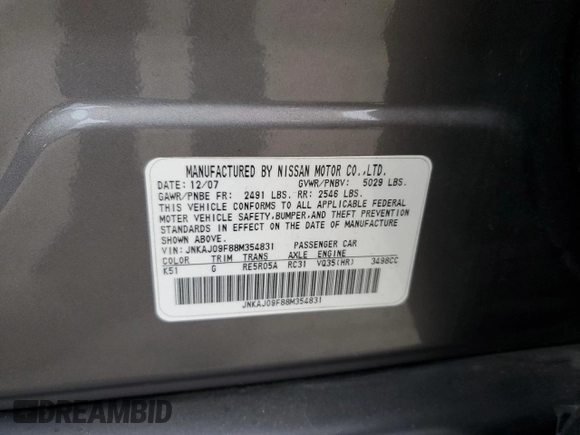 MANUFACTURED BY NISSAN MOTOR CO.,LTD.
DATE: 12/07 GVWR/PNBV: 5029 LBS.
GAWR/PNBE FR: 2491 LBS. RR: 2546 LBS.
THIS VEHICLE CONFORMS TO ALL APPLICABLE FEDERAL
MOTOR VEHICLE SAFETY,BUMPER,AND THEFT PREVENTION
STANDARDS IN EFFECT ON THE DATE OF MANUFACTURE
SHOWN ABOVE.
VIN: JNKAJ09F88M354831 PASSENGER CAR
COLOR TRIM TRANS AXLE ENGINE
K51 G RE5R05A RC31 VQ35(HR) 3498CC
JNKAJ09F88M354831
DREAMBID